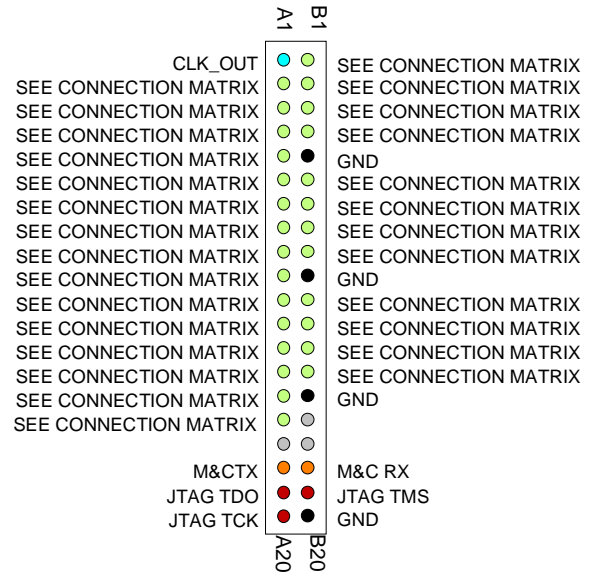 A1 B1
CLK_OUT SEE CONNECTION MATRIX
SEE CONNECTION MATRIX SEE CONNECTION MATRIX
SEE CONNECTION MATRIX SEE CONNECTION MATRIX
SEE CONNECTION MATRIX SEE CONNECTION MATRIX
SEE CONNECTION MATRIX GND
SEE CONNECTION MATRIX SEE CONNECTION MATRIX
SEE CONNECTION MATRIX SEE CONNECTION MATRIX
SEE CONNECTION MATRIX SEE CONNECTION MATRIX
SEE CONNECTION MATRIX SEE CONNECTION MATRIX
SEE CONNECTION MATRIX GND
SEE CONNECTION MATRIX SEE CONNECTION MATRIX
SEE CONNECTION MATRIX SEE CONNECTION MATRIX
SEE CONNECTION MATRIX SEE CONNECTION MATRIX
SEE CONNECTION MATRIX SEE CONNECTION MATRIX
SEE CONNECTION MATRIX GND
SEE CONNECTION MATRIX
M&CTX M&C RX
JTAG TDO JTAG TMS
JTAG TCK GND
A20 B20